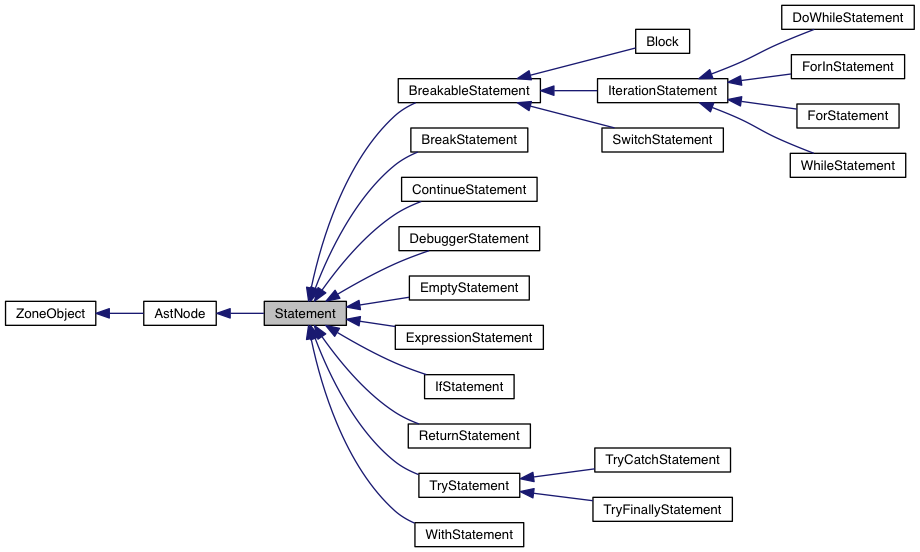 DoWhileStatement
Block
ForInStatement
BreakableStatement
IterationStatement
ForStatement
BreakStatement
SwitchStatement
WhileStatement
ContinueStatement
DebuggerStatement
EmptyStatement
ZoneObject
AstNode
Statement
ExpressionStatement
IfStatement
ReturnStatement
TryCatchStatement
TryStatement
TryFinallyStatement
WithStatement